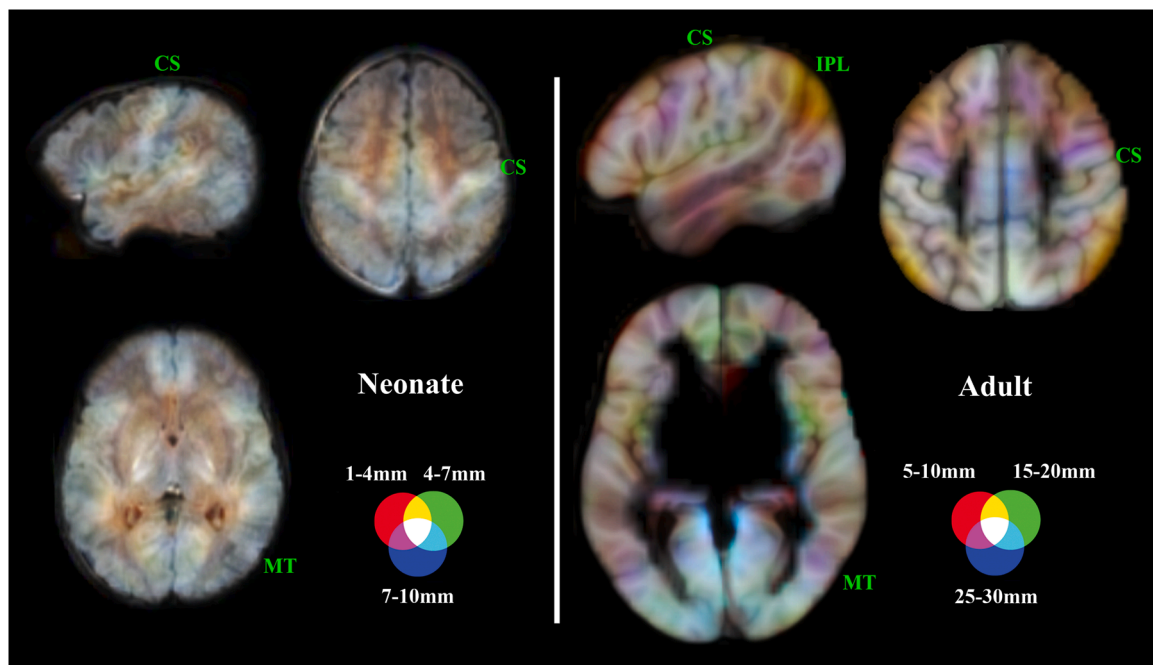 CS
CS
Neonate
1-4mm 4-7mm
7-10mm
MT
CS
IPL
CS
Adult
5-10mm 15-20mm
25-30mm
MT